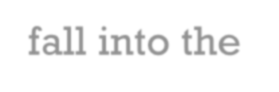 fall into the